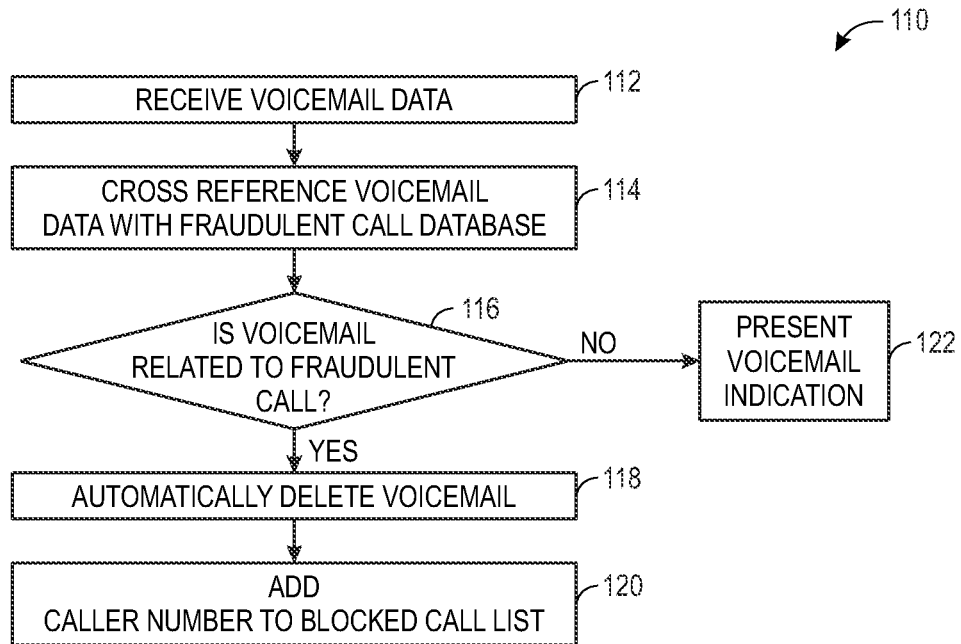 110
RECEIVE VOICEMAIL DATA
112
CROSS REFERENCE VOICEMAIL
DATA WITH FRAUDULENT CALL DATABASE
114
IS VOICEMAIL
RELATED TO FRAUDULENT
CALL?
116
NO
PRESENT
VOICEMAIL
INDICATION
122
YES
AUTOMATICALLY DELETE VOICEMAIL
118
ADD
CALLER NUMBER TO BLOCKED CALL LIST
120